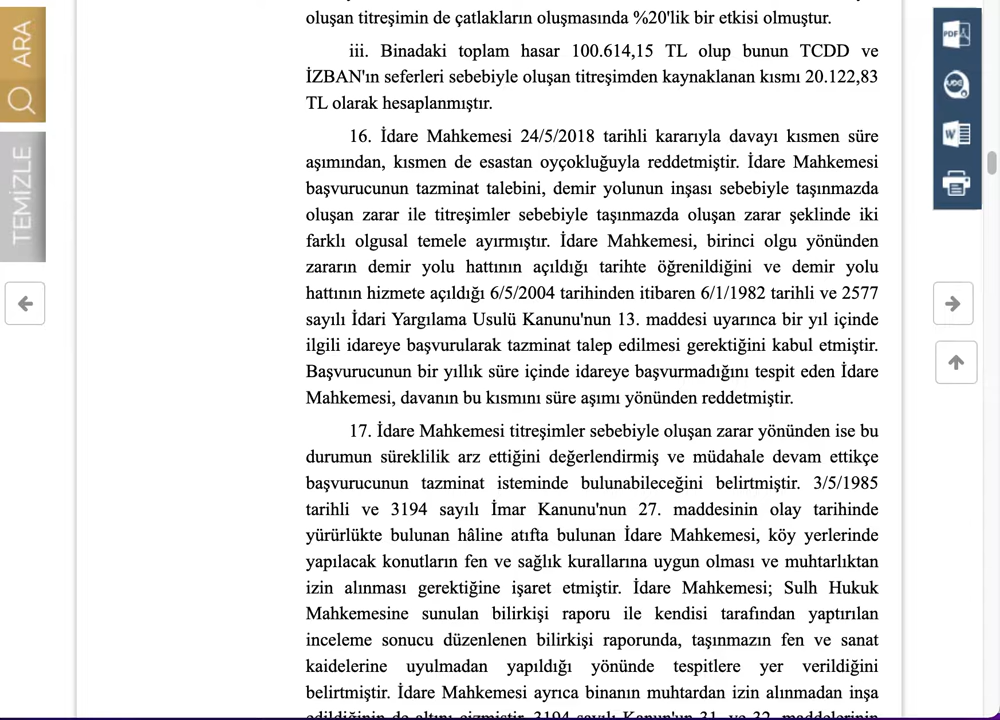 oluşan titreşimin de çatlakların oluşmasında %20'lik bir etkisi olmuştur.
iii. Binadaki toplam hasar 100.614,15 TL olup bunun TCDD ve
İZBAN'ın seferleri sebebiyle oluşan titreşimden kaynaklanan kısmı 20.122,83
TL olarak hesaplanmıştır.
16. İdare Mahkemesi 24/5/2018 tarihli kararıyla davayı kısmen süre
aşımından, kısmen de esastan oyçokluğuyla reddetmiştir. İdare Mahkemesi
başvurucunun tazminat talebini, demir yolunun inşası sebebiyle taşınmazda
oluşan zarar ile titreşimler sebebiyle taşınmazda oluşan zarar şeklinde iki
farklı olgusal temele ayırmıştır. İdare Mahkemesi, birinci olgu yönünden
zararın demir yolu hattının açıldığı tarihte öğrenildiğini ve demir yolu
hattının hizmete açıldığı 6/5/2004 tarihinden itibaren 6/1/1982 tarihli ve 2577
sayılı İdari Yargılama Usulü Kanunu'nun 13. maddesi uyarınca bir yıl içinde
ilgili idareye başvurularak tazminat talep edilmesi gerektiğini kabul etmiştir.
Başvurucunun bir yıllık süre içinde idareye başvurmadığını tespit eden İdare
Mahkemesi, davanın bu kısmını süre aşımı yönünden reddetmiştir.
17. İdare Mahkemesi titreşimler sebebiyle oluşan zarar yönünden ise bu
durumun süreklilik arz ettiğini değerlendirmiş ve müdahale devam ettikçe
başvurucunun tazminat isteminde bulunabileceğini belirtmiştir. 3/5/1985
tarihli ve 3194 sayılı İmar Kanunu'nun 27. maddesinin olay tarihinde
yürürlükte bulunan hâline atıfta bulunan İdare Mahkemesi, köy yerlerinde
yapılacak konutların fen ve sağlık kurallarına uygun olması ve muhtarlıktan
izin alınması gerektiğine işaret etmiştir. İdare Mahkemesi; Sulh Hukuk
Mahkemesine sunulan bilirkişi raporu ile kendisi tarafından yaptırılan
inceleme sonucu düzenlenen bilirkişi raporunda, taşınmazın fen ve sanat
kaidelerine uyulmadan yapıldığı yönünde tespitlere yer verildiğini
belirtmiştir. İdare Mahkemesi ayrıca binanın muhtardan izin alınmadan inşa
edildiğinin de altını çizmiştir. 3194 sayılı Kanun'un 31. ve 32. maddelerinin
ARA
TEMİZLE
PDF
UDF
W